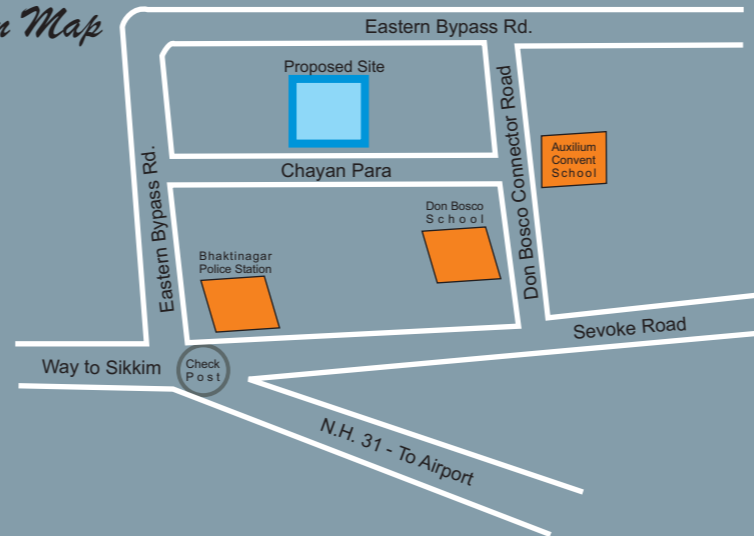 Map
Eastern Bypass Rd.
Proposed Site
Chayan Para
Eastern Bypass Rd.
Don Bosco Connector Road
Auxilium
Convent
School
Don Bosco
School
Bhaktinagar
Police Station
Sevoke Road
Way to Sikkim
Check
Post
N.H. 31 - To Airport